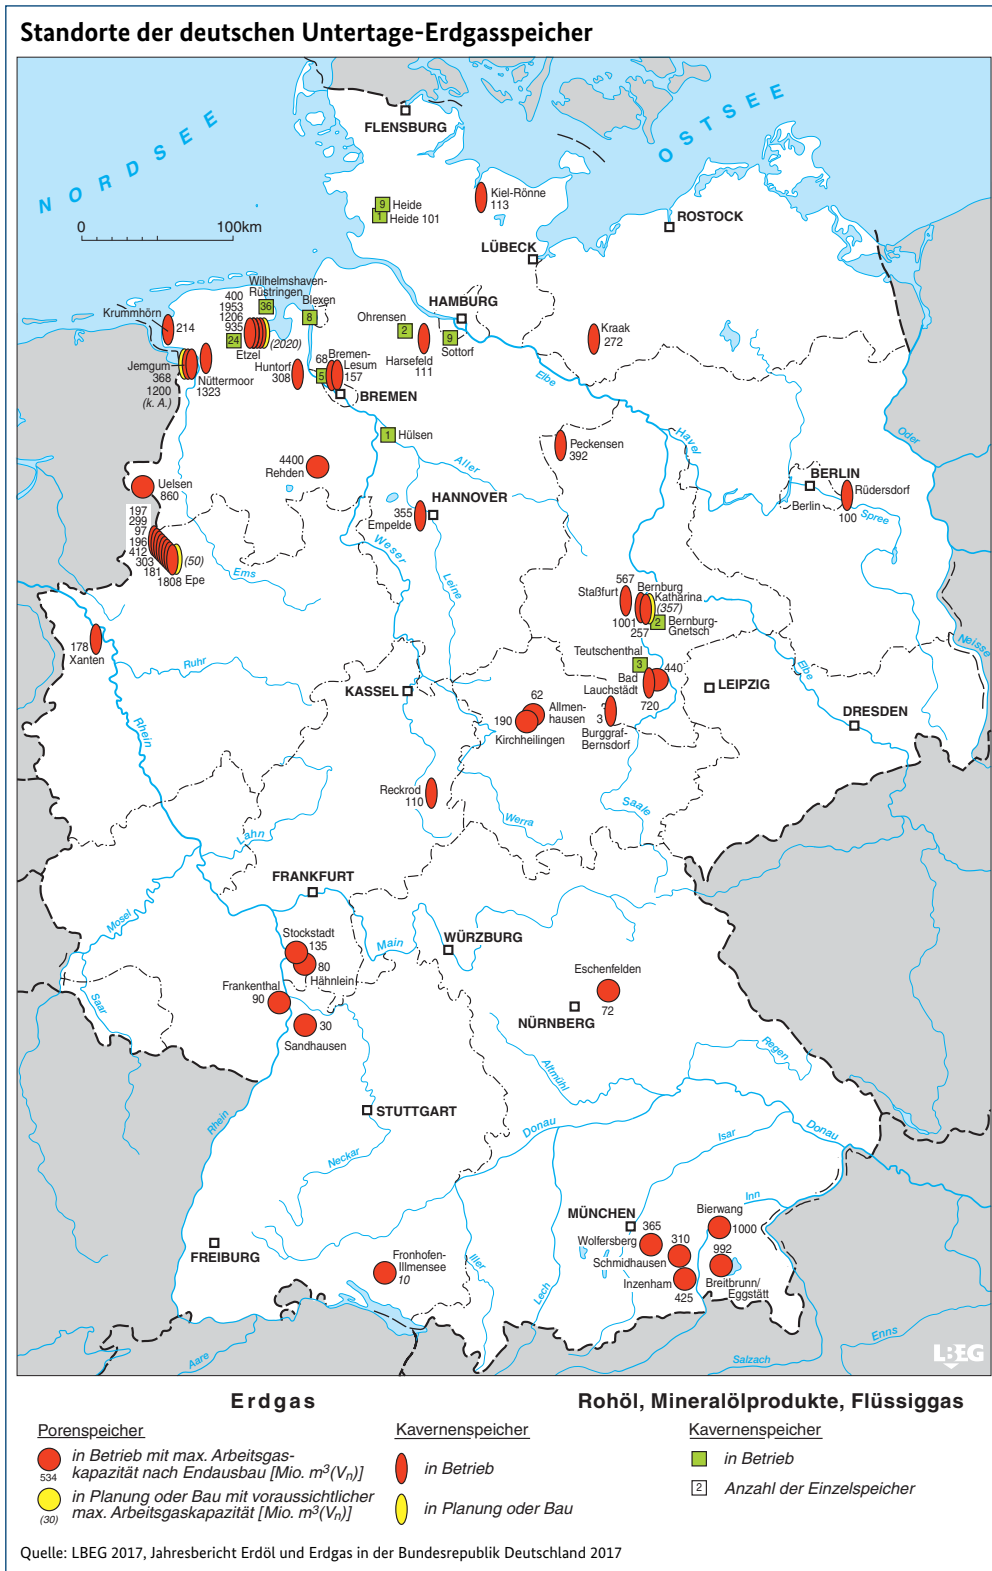 Standorte der deutschen Untertage-Erdgasspeicher
NORDSEE
OSTSEE
FLENSBURG
9 Heide
1 Heide 101
Kiel-Rönne
113
ROSTOCK
0 100km
LÜBECK
Wilhelmshaven-
Rüstringen
36
Blexen
8
HAMBURG
400
1953
1206
935
24
Etzel
(2020)
Krummhörn
214
Ohrensen
2
9
Sottorf
Harsefeld
111
Kraak
272
Jemgum
368
1200
(k. A.)
Nüttermoor
1323
Huntorf
308
68
5
Bremen-
Lesum
157
BREMEN
Elbe
1 Hülsen
Aller
Peckensen
392
Havel
Oder
4400
Rehden
Uelsen
860
HANNOVER
355
Empelde
BERLIN
Berlin
Rüdersdorf
100
Spree
197
299
97
196
412
303
181
1808
(50)
Epe
Ems
Weser
Leine
567
Staßfurt
Bernburg
Katharina
(357)
1001
257
2
Bernburg-
Gnetsch
Neisse
178
Xanten
Ruhr
Teutschenthal
3
440
Bad
Lauchstädt
720
Elbe
KASSEL
LEIPZIG
DRESDEN
62
Allmen-
hausen
190
Kirchheilingen
3
Burggraf-
Bernsdorf
Rhein
Reckrod
110
Werra
Saale
Lahn
FRANKFURT
Mosel
Stockstadt
135
80
Hähnlein
Main
WÜRZBURG
Frankenthal
90
30
Sandhausen
Eschenfelden
72
NÜRNBERG
Saar
Altmühl
Regen
STUTTGART
Rhein
Neckar
Donau
Donau
Isar
Inn
MÜNCHEN
365
Wolfersberg
310
Schmidhausen
Bierwang
1000
992
Breitbrunn/
Eggstätt
Inzenham
425
FREIBURG
Fronhofen-
Illmensee
10
Iller
Lech
Aare
Salzach
Enns
LBEG
Erdgas
Rohöl, Mineralölprodukte, Flüssiggas
Porenspeicher
534
in Betrieb mit max. Arbeitsgas-
kapazität nach Endausbau [Mio. m³(Vn)]
(30)
in Planung oder Bau mit voraussichtlicher
max. Arbeitsgaskapazität [Mio. m³(Vn)]
Kavernenspeicher
in Betrieb
in Planung oder Bau
Kavernenspeicher
in Betrieb
2 Anzahl der Einzelspeicher
Quelle: LBEG 2017, Jahresbericht Erdöl und Erdgas in der Bundesrepublik Deutschland 2017